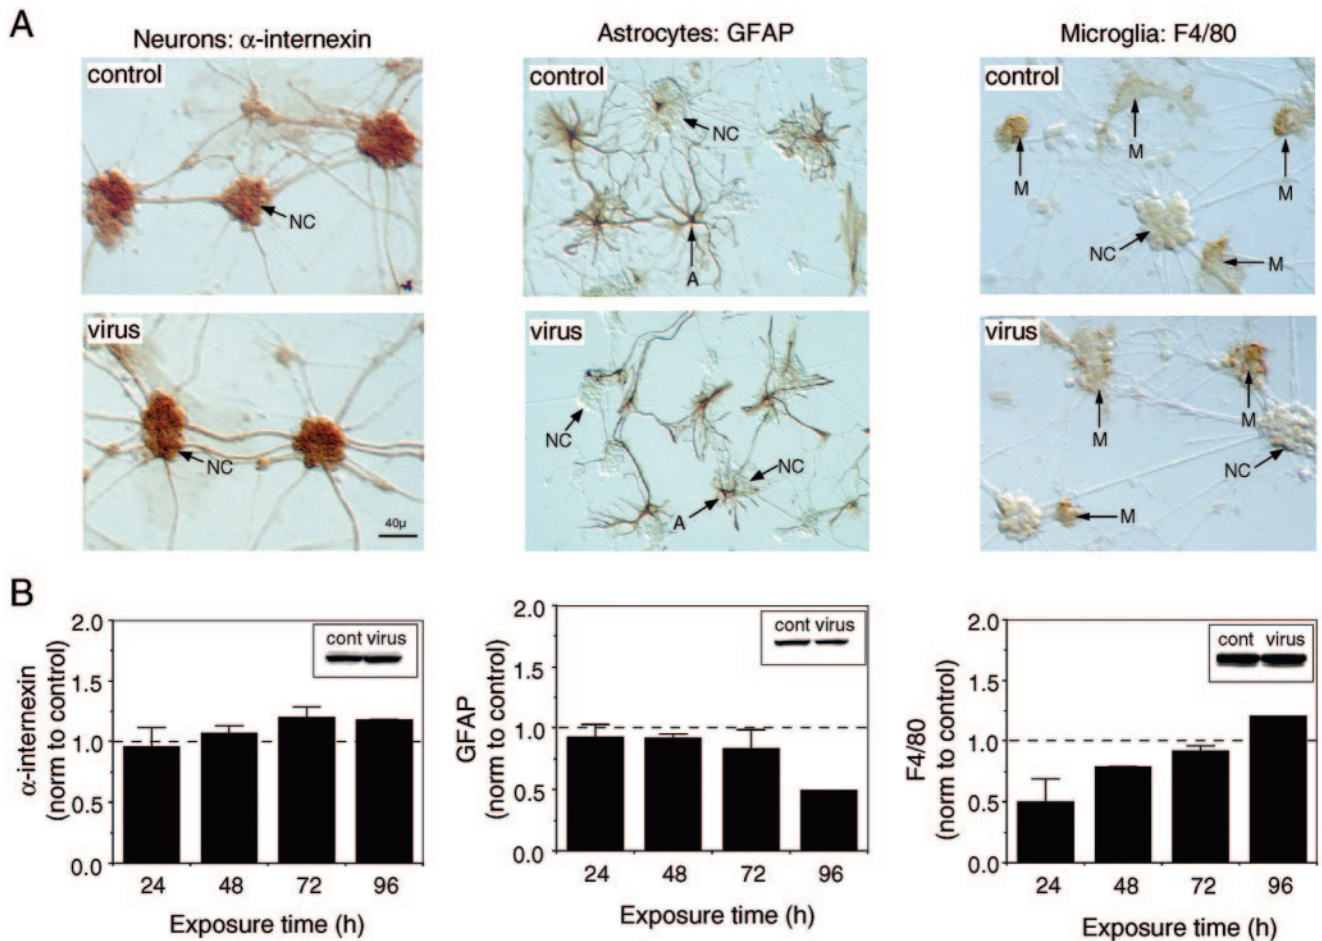 A
Neurons: α-internexin
Astrocytes: GFAP
Microglia: F4/80
control
NC
control
NC
A
control
M
M
M
NC
M
virus
NC
40μ
virus
NC
NC
A
virus
M
M
NC
M
B
α-internexin
(norm to control)
2.0
1.5
1.0
0.5
0.0
cont virus
24 48 72 96
Exposure time (h)
GFAP
(norm to control)
2.0
1.5
1.0
0.5
0.0
cont virus
24 48 72 96
Exposure time (h)
F4/80
(norm to control)
2.0
1.5
1.0
0.5
0.0
cont virus
24 48 72 96
Exposure time (h)